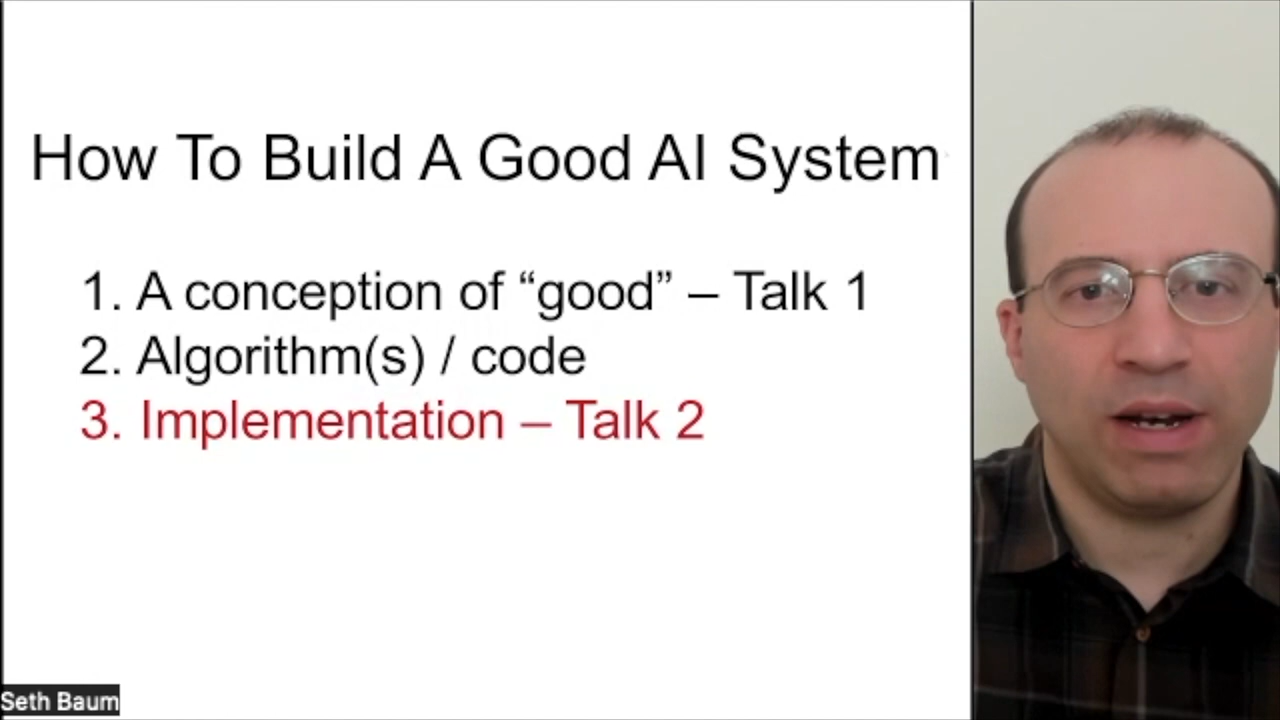 How To Build A Good AI System
1. A conception of “good” – Talk 1
2. Algorithm(s) / code
3. Implementation – Talk 2
Seth Baum